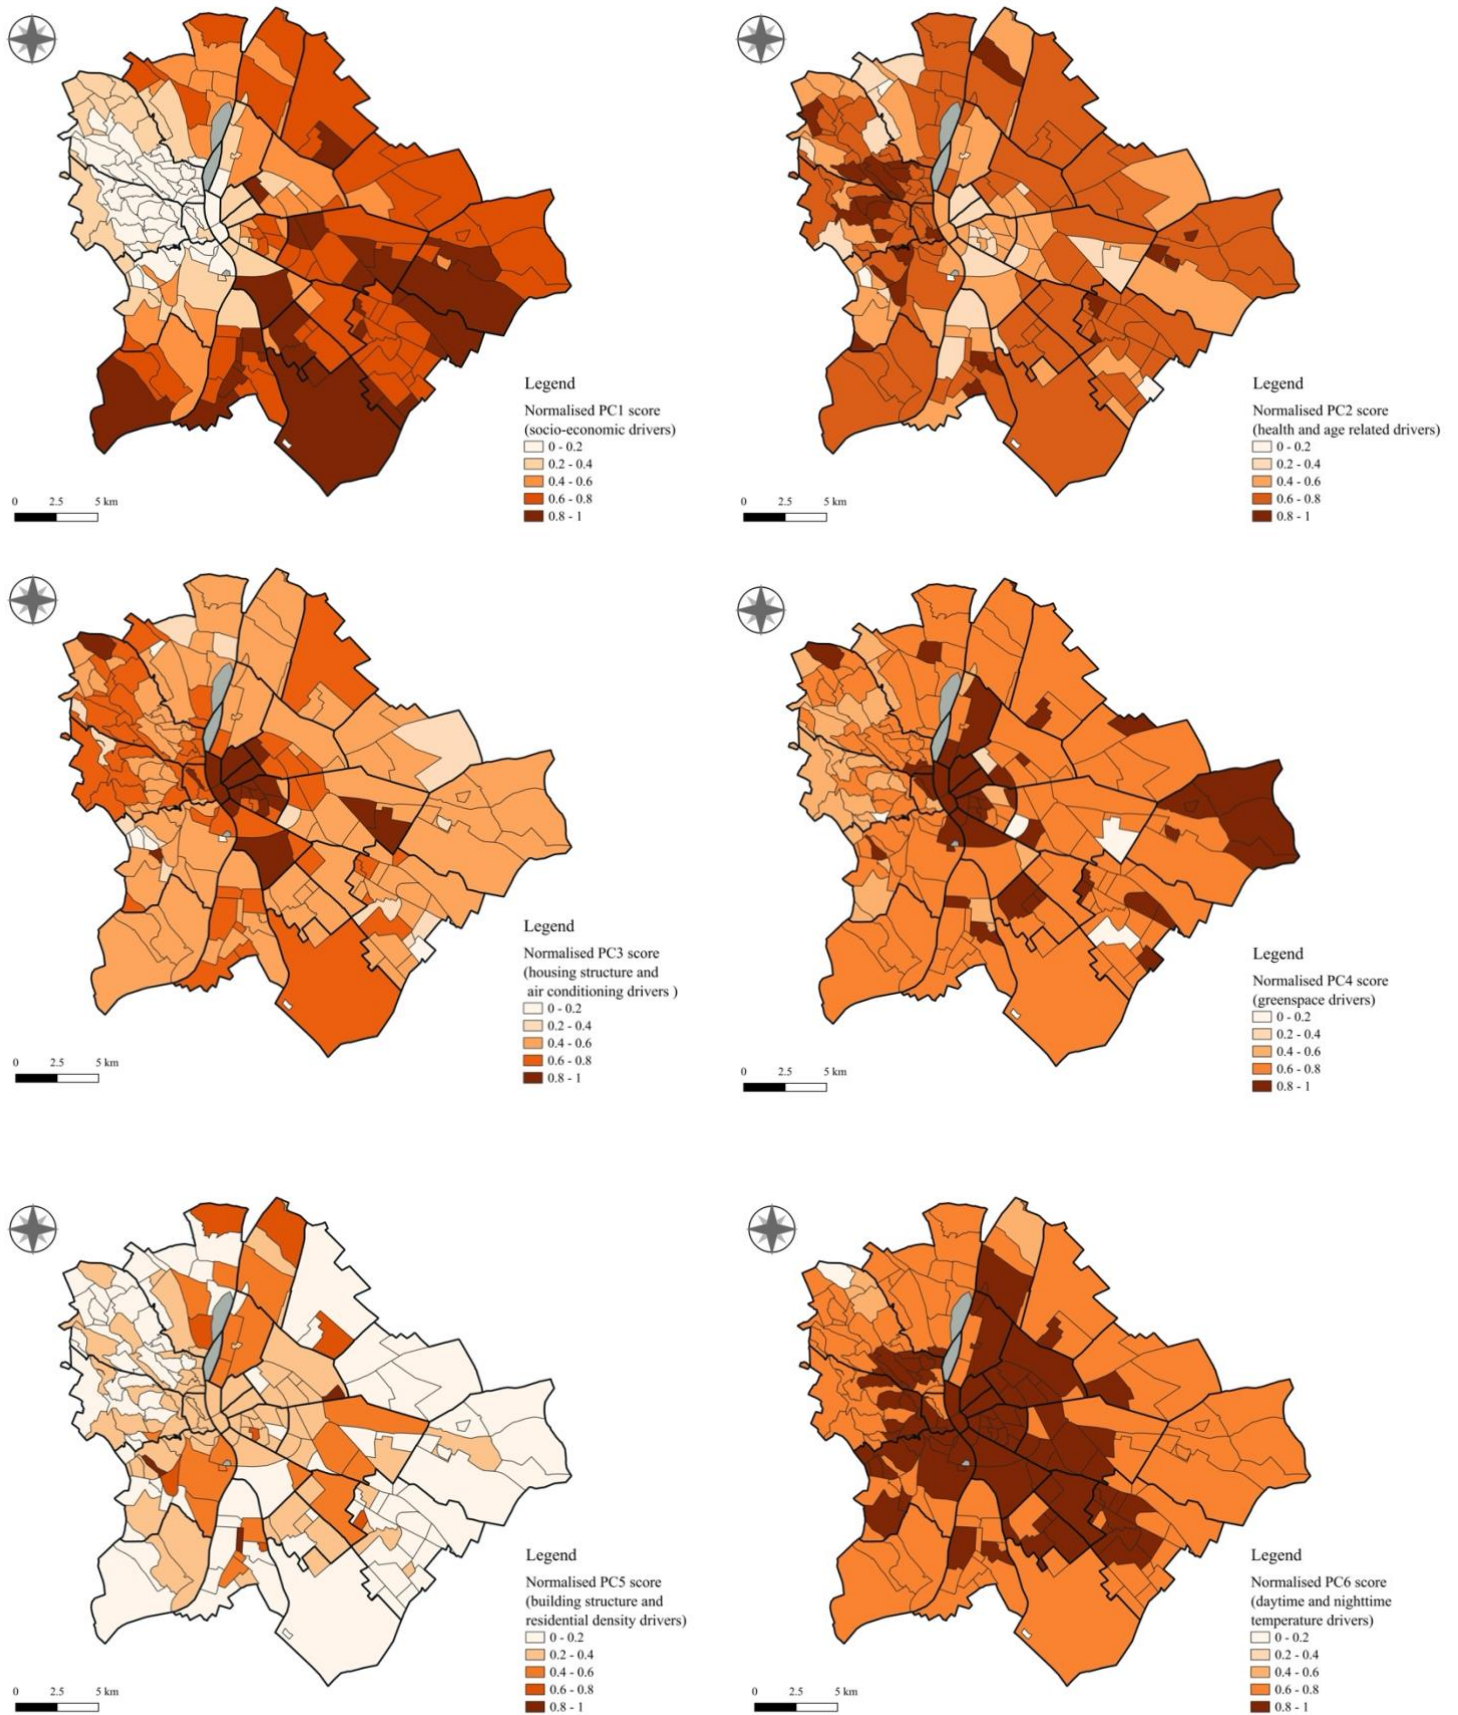 Legend
Normalised PC1 score
(socio-economic drivers)
0 - 0.2
0.2 - 0.4
0.4 - 0.6
0.6 - 0.8
0.8 - 1
0 2.5 5 km
Legend
Normalised PC2 score
(health and age related drivers)
0 - 0.2
0.2 - 0.4
0.4 - 0.6
0.6 - 0.8
0.8 - 1
0 2.5 5 km
Legend
Normalised PC3 score
(housing structure and
air conditioning drivers )
0 - 0.2
0.2 - 0.4
0.4 - 0.6
0.6 - 0.8
0.8 - 1
0 2.5 5 km
Legend
Normalised PC4 score
(greenspace drivers)
0 - 0.2
0.2 - 0.4
0.4 - 0.6
0.6 - 0.8
0.8 - 1
0 2.5 5 km
Legend
Normalised PC5 score
(building structure and
residential density drivers)
0 - 0.2
0.2 - 0.4
0.4 - 0.6
0.6 - 0.8
0.8 - 1
0 2.5 5 km
Legend
Normalised PC6 score
(daytime and nighttime
temperature drivers)
0 - 0.2
0.2 - 0.4
0.4 - 0.6
0.6 - 0.8
0.8 - 1
0 2.5 5 km